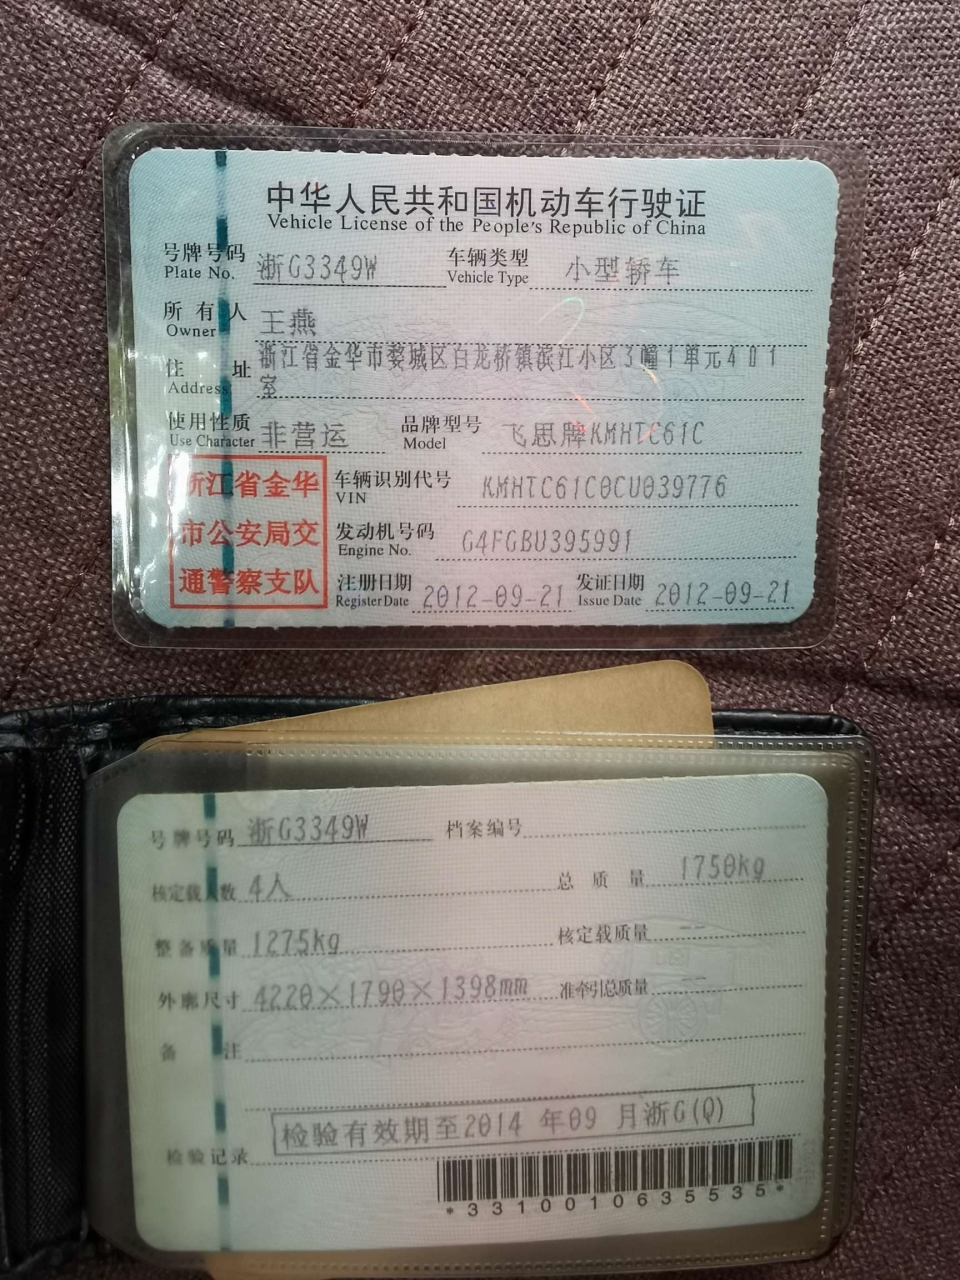 中华人民共和国机动车行驶证
Vehicle License of the People's Republic of China
号牌号码 浙G3349W 车辆类型 小型轿车
Plate No. Vehicle Type
所有人 王燕
Owner
住址 浙江省金华市婺城区白龙桥镇滨江小区3幢1单元401
Address 室
使用性质 非营运 品牌型号 飞思牌KMHTC61C
Use Character Model
浙江省金华
市公安局交
通警察支队
车辆识别代号 KMHTC61C0CU039776
VIN
发动机号码 G4FGBU395991
Engine No.
注册日期 2012-09-21 发证日期 2012-09-21
Register Date Issue Date
号牌号码 浙G3349W 档案编号
核定载人数 4人 总质量 1750kg
整备质量 1275kg 核定载质量 --
外廓尺寸 4220×1790×1398mm 准牵引总质量 --
备注
检验有效期至2014 年09 月浙G(Q)
检验记录
*3310010635535*